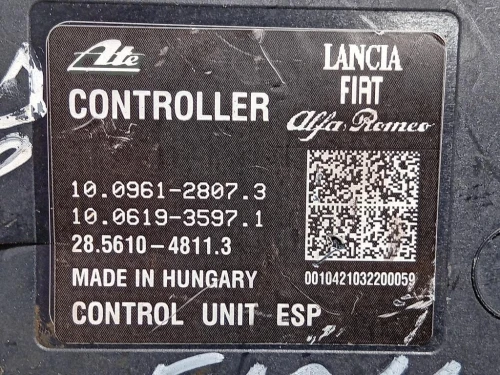 Ate
LANCIA
FIAT
Alfa Romeo
CONTROLLER
10.0961-2807.3
10.0619-3597.1
28.5610-4811.3
MADE IN HUNGARY
0010421032200059
CONTROL UNIT ESP